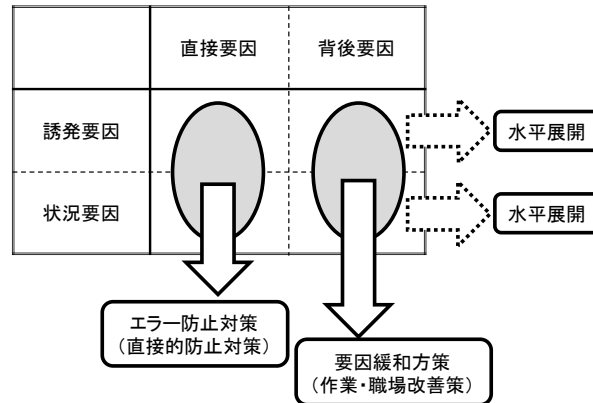 直接要因
背後要因
誘発要因
水平展開
状況要因
水平展開
エラー防止対策
（直接的防止対策）
要因緩和方策
（作業・職場改善策）